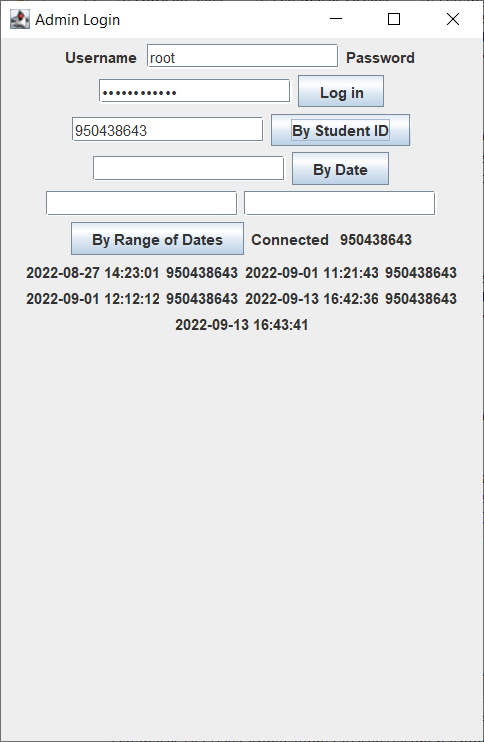 Admin Login
Username root Password
•••••••••••• Log in
950438643 By Student ID
By Date
By Range of Dates Connected 950438643
2022-08-27 14:23:01 950438643 2022-09-01 11:21:43 950438643
2022-09-01 12:12:12 950438643 2022-09-13 16:42:36 950438643
2022-09-13 16:43:41